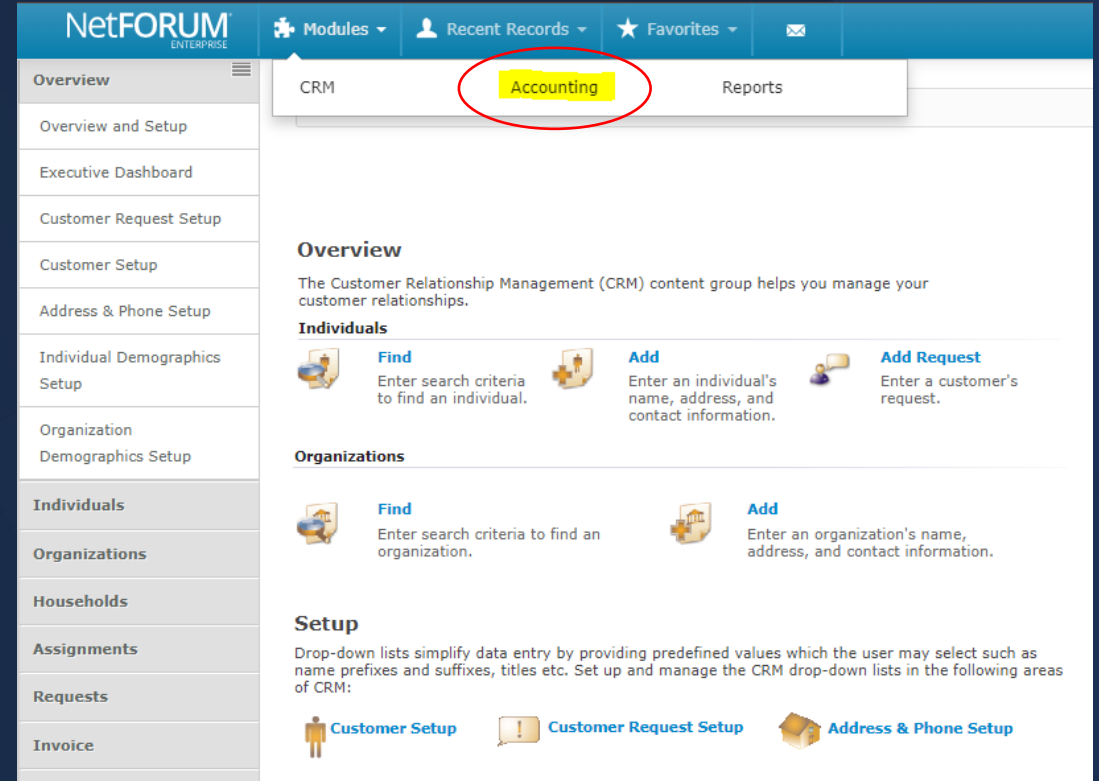 NetFORUM
ENTERPRISE
Modules
Recent Records
Favorites
CRM
Accounting
Reports
Overview
Overview and Setup
Executive Dashboard
Customer Request Setup
Customer Setup
Address & Phone Setup
Individual Demographics
Setup
Organization
Demographics Setup
Individuals
Organizations
Households
Assignments
Requests
Invoice
Overview
The Customer Relationship Management (CRM) content group helps you manage your
customer relationships.
Individuals
Find
Enter search criteria
to find an individual.
Add
Enter an individual's
name, address, and
contact information.
Add Request
Enter a customer's
request.
Organizations
Find
Enter search criteria to find an
organization.
Add
Enter an organization's name,
address, and contact information.
Setup
Drop-down lists simplify data entry by providing predefined values which the user may select such as
name prefixes and suffixes, titles etc. Set up and manage the CRM drop-down lists in the following areas
of CRM:
Customer Setup
Customer Request Setup
Address & Phone Setup